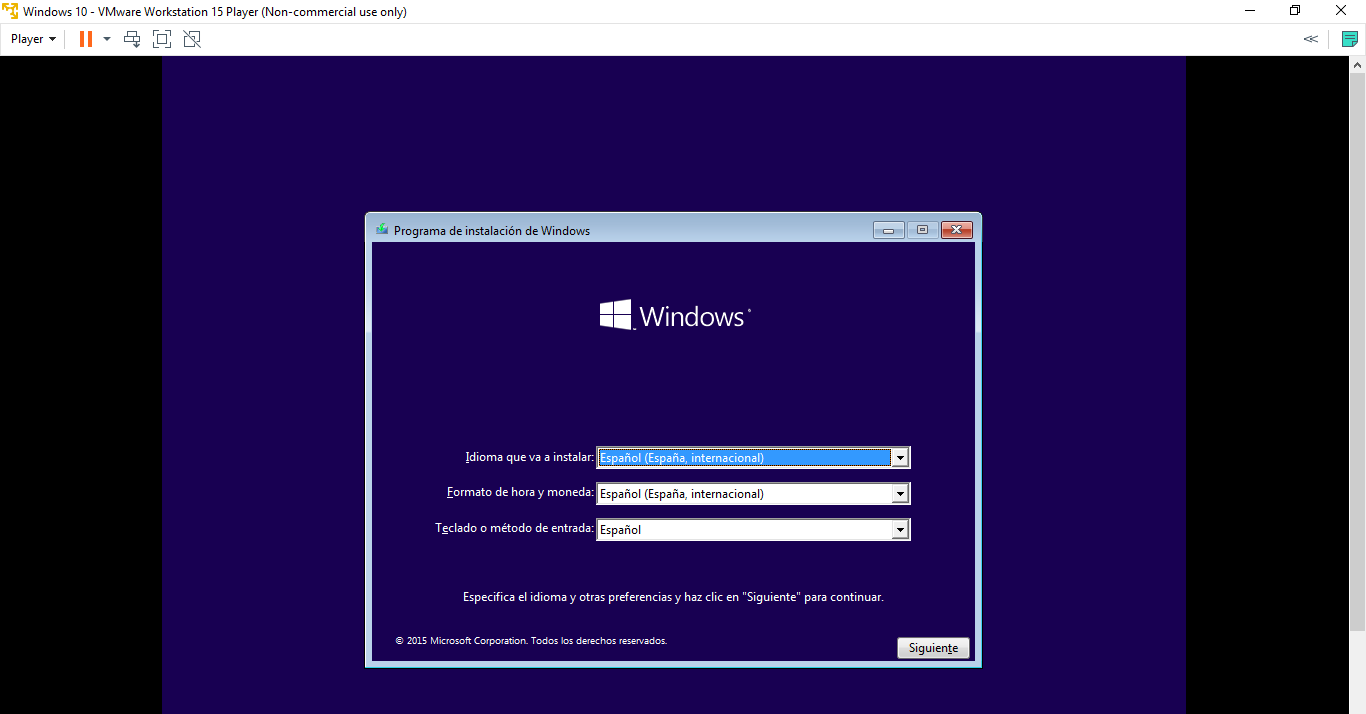 Windows 10 - VMware Workstation 15 Player (Non-commercial use only)
Player
Programa de instalación de Windows
Windows
Idioma que va a instalar: Español (España, internacional)
Formato de hora y moneda: Español (España, internacional)
Teclado o método de entrada: Español
Especifica el idioma y otras preferencias y haz clic en "Siguiente" para continuar.
© 2015 Microsoft Corporation. Todos los derechos reservados.
Siguiente